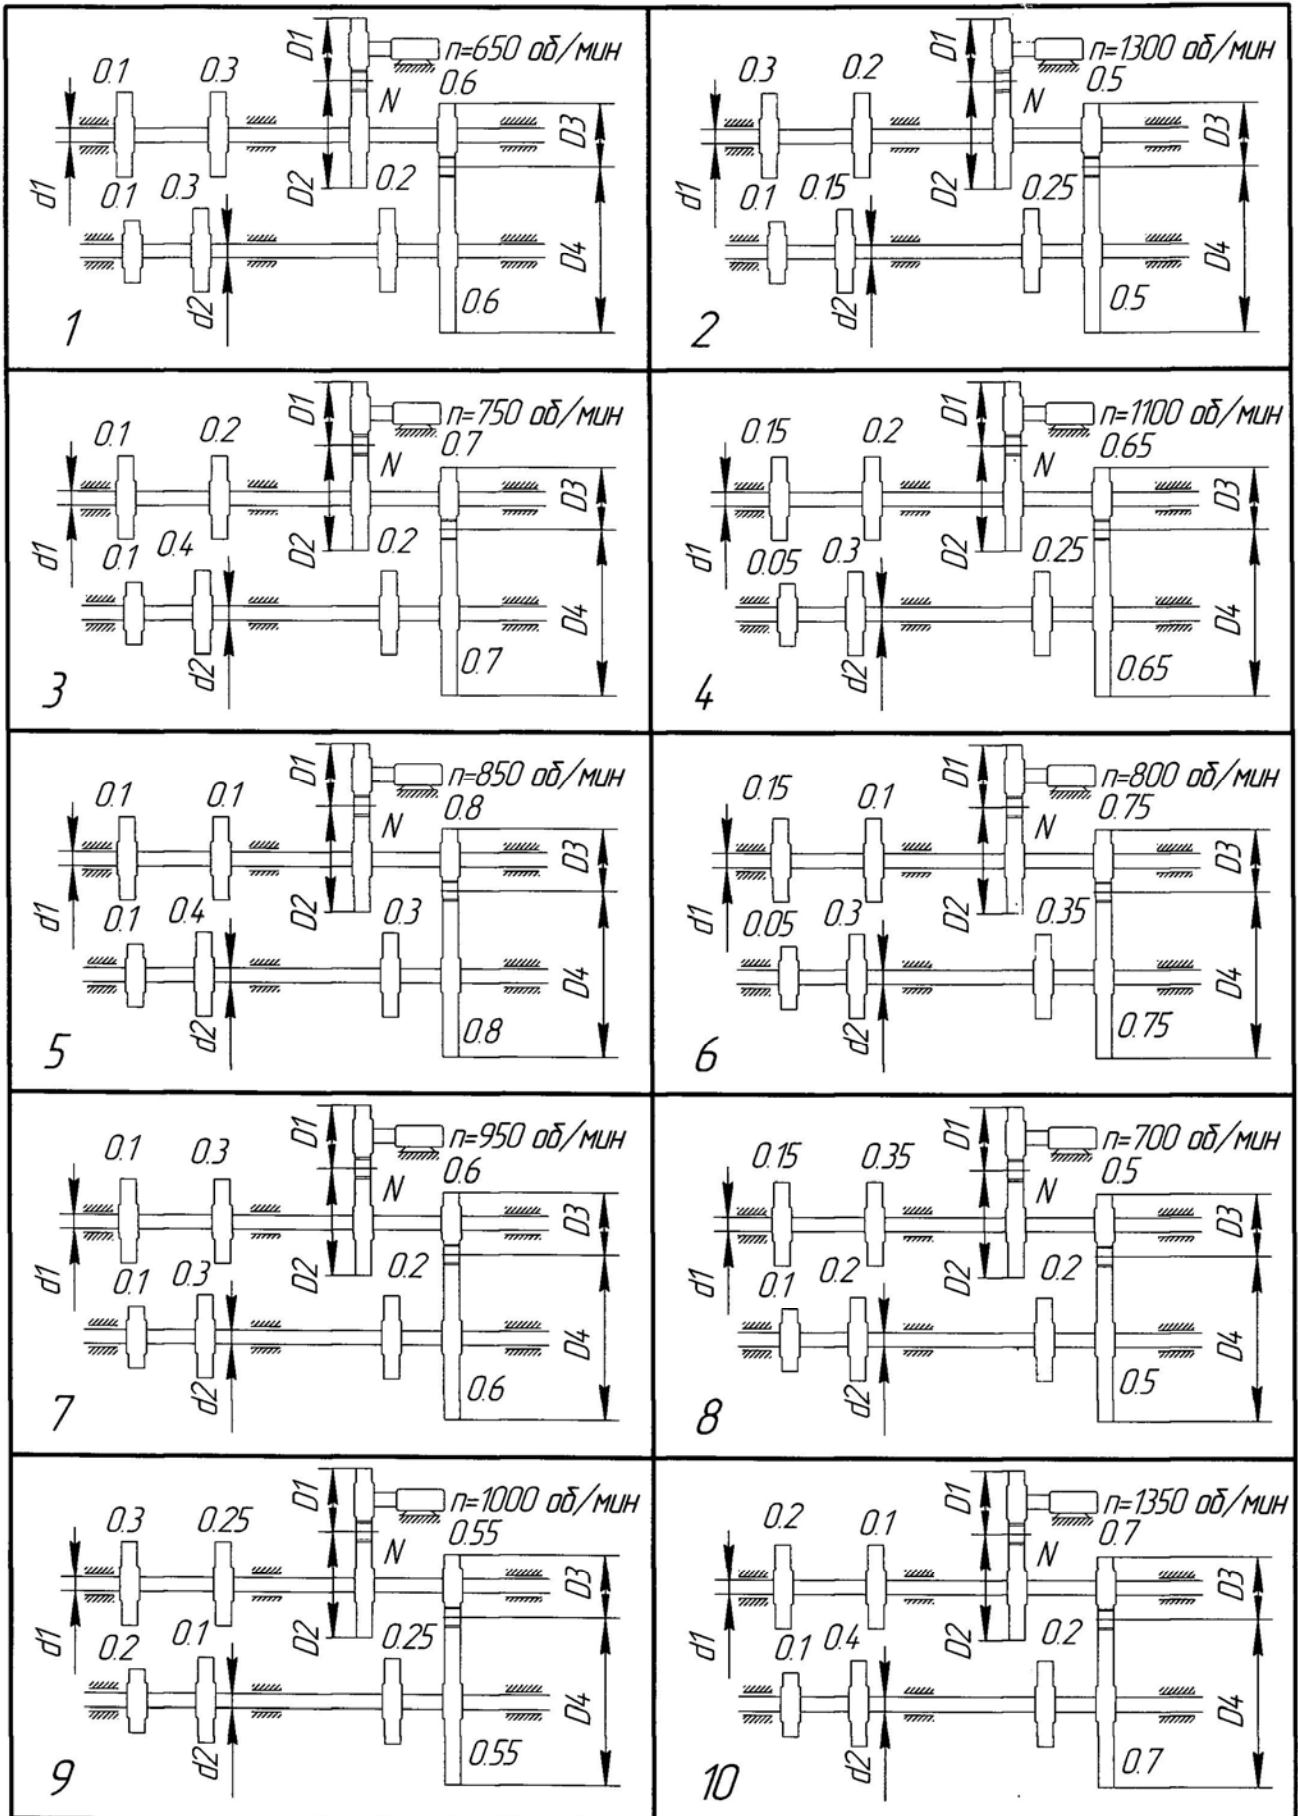 D1 n=650 об/мин
0.1 0.3 0.6
N
d1 D2 D3
0.1 0.3 0.2
d2 0.6 D4
1
D1 n=1300 об/мин
0.3 0.2 0.5
N
d1 D2 D3
0.1 0.15 0.25
d2 0.5 D4
2
D1 n=750 об/мин
0.1 0.2 0.7
N
d1 D2 D3
0.1 0.4 0.2
d2 0.7 D4
3
D1 n=1100 об/мин
0.15 0.2 0.65
N
d1 D2 D3
0.05 0.3 0.25
d2 0.65 D4
4
D1 n=850 об/мин
0.1 0.1 0.8
N
d1 D2 D3
0.1 0.4 0.3
d2 0.8 D4
5
D1 n=800 об/мин
0.15 0.1 0.75
N
d1 D2 D3
0.05 0.3 0.35
d2 0.75 D4
6
D1 n=950 об/мин
0.1 0.3 0.6
N
d1 D2 D3
0.1 0.3 0.2
d2 0.6 D4
7
D1 n=700 об/мин
0.15 0.35 0.5
N
d1 D2 D3
0.1 0.2 0.2
d2 0.5 D4
8
D1 n=1000 об/мин
0.3 0.25 0.55
N
d1 D2 D3
0.2 0.1 0.25
d2 0.55 D4
9
D1 n=1350 об/мин
0.2 0.1 0.7
N
d1 D2 D3
0.1 0.4 0.2
d2 0.7 D4
10